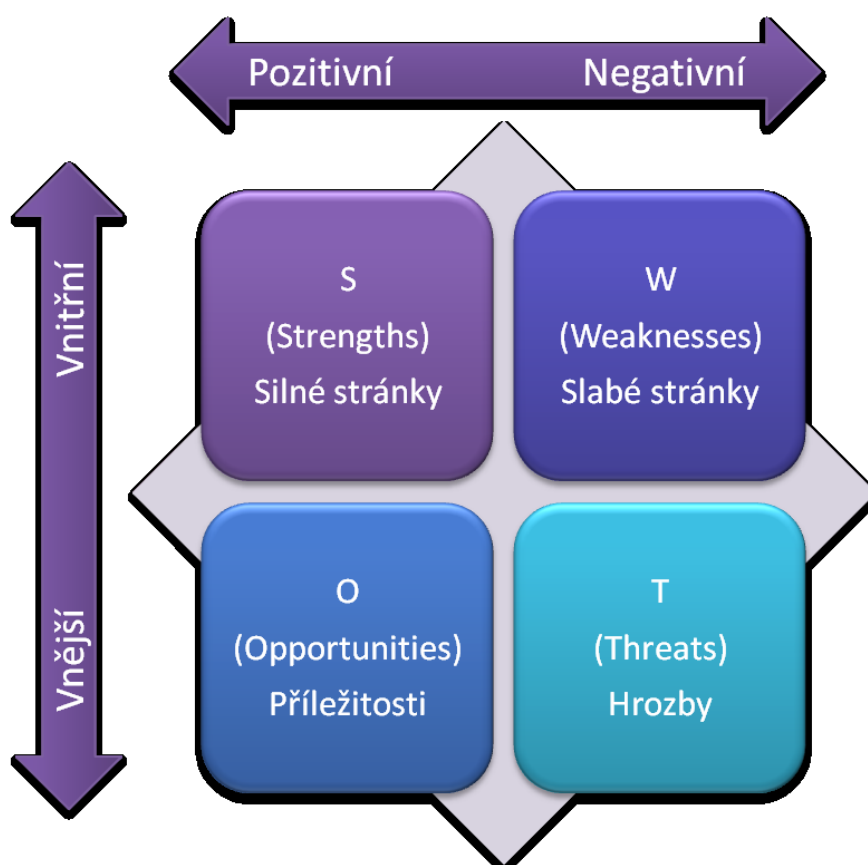 Pozitivní Negativní
Vnitřní
S
(Strengths)
Silné stránky
W
(Weaknesses)
Slabé stránky
Vnější
O
(Opportunities)
Příležitosti
T
(Threats)
Hrozby